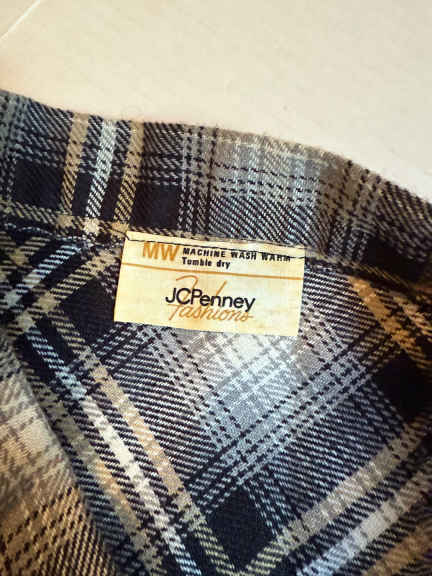 MW MACHINE WASH WARM
Tumble dry
JCPenney
Fashions